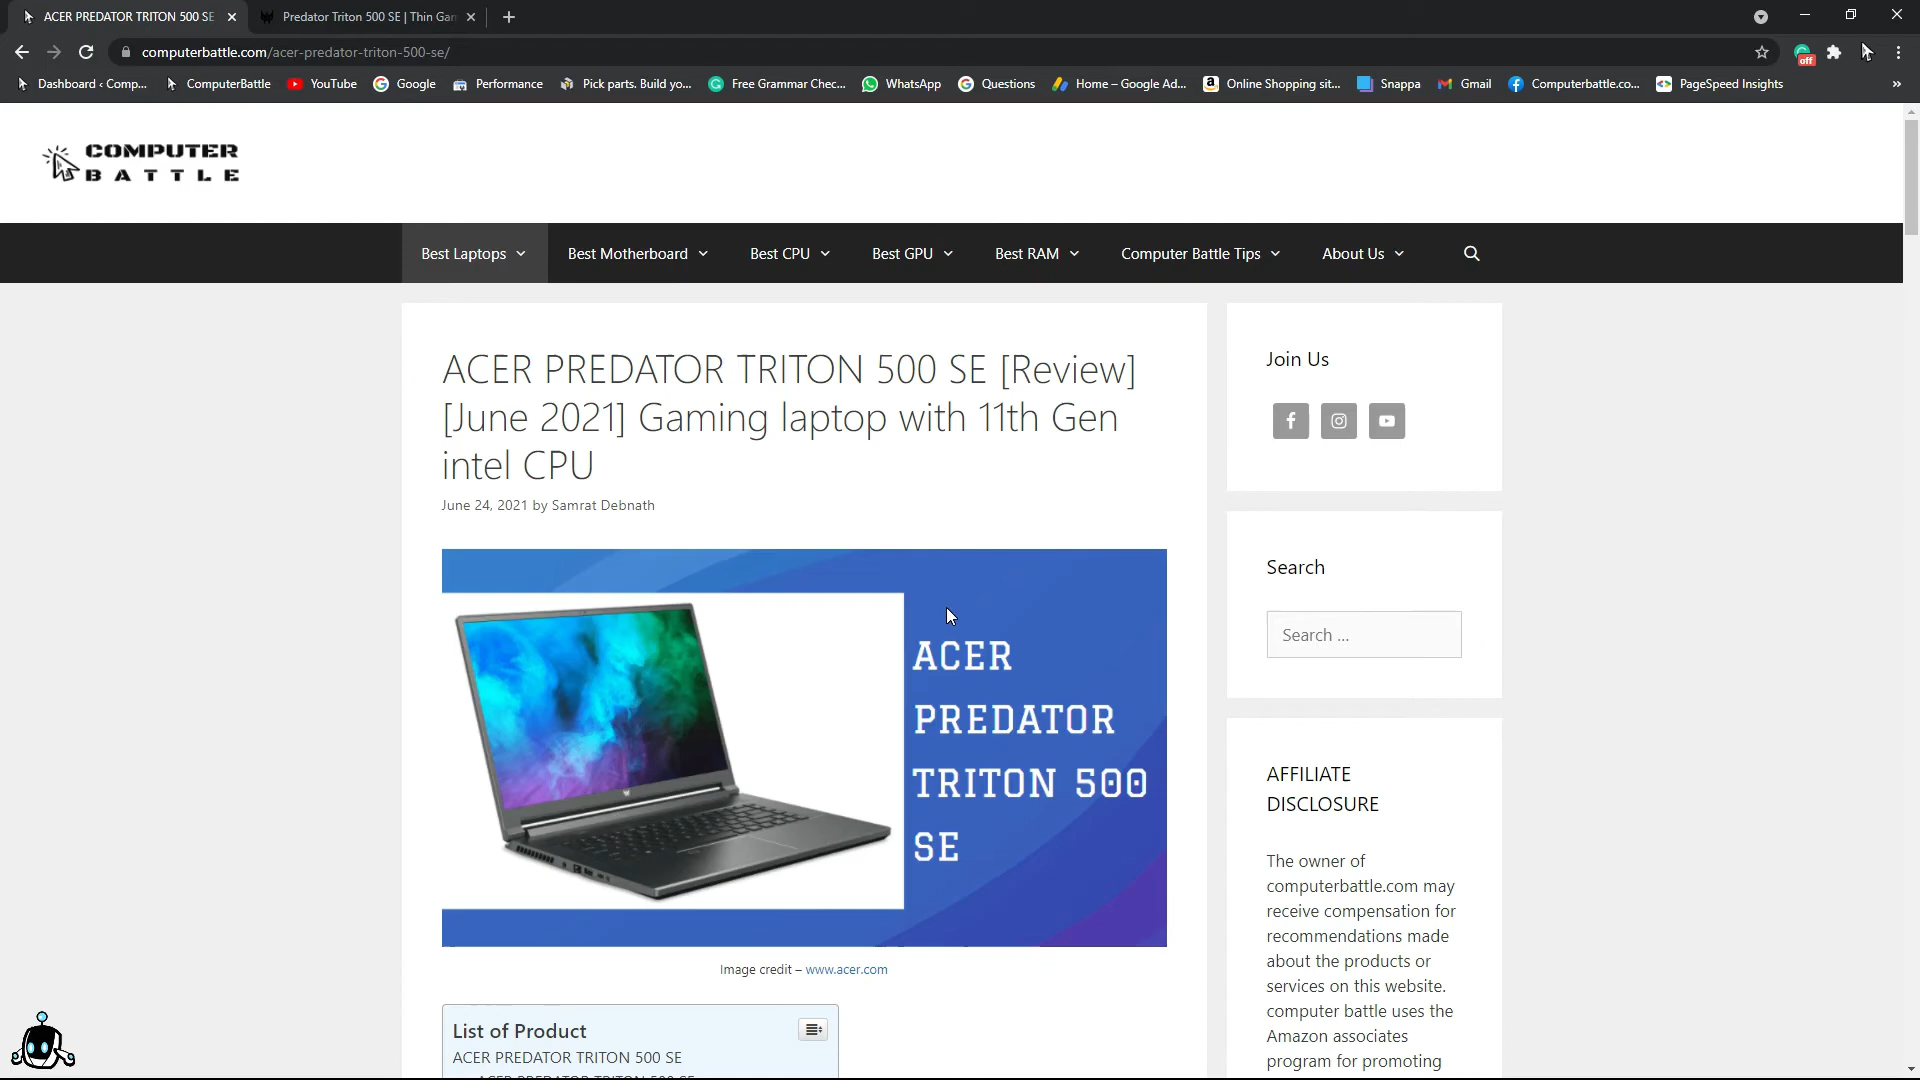 ACER PREDATOR TRITON 500 SE
Predator Triton 500 SE | Thin Gam
computerbattle.com/acer-predator-triton-500-se/
off
Dashboard ‹ Comp...
ComputerBattle
YouTube
Google
Performance
Pick parts. Build yo...
Free Grammar Chec...
WhatsApp
Questions
Home – Google Ad...
Online Shopping sit...
Snappa
Gmail
Computerbattle.co...
PageSpeed Insights
»
COMPUTER
BATTLE
Best Laptops
Best Motherboard
Best CPU
Best GPU
Best RAM
Computer Battle Tips
About Us
ACER PREDATOR TRITON 500 SE [Review]
[June 2021] Gaming laptop with 11th Gen
intel CPU
June 24, 2021 by Samrat Debnath
ACER
PREDATOR
TRITON 500
SE
Image credit – www.acer.com
List of Product
ACER PREDATOR TRITON 500 SE
ACER PREDATOR TRITON 500 SE
Join Us
Search
Search ...
AFFILIATE
DISCLOSURE
The owner of
computerbattle.com may
receive compensation for
recommendations made
about the products or
services on this website.
computer battle uses the
Amazon associates
program for promoting